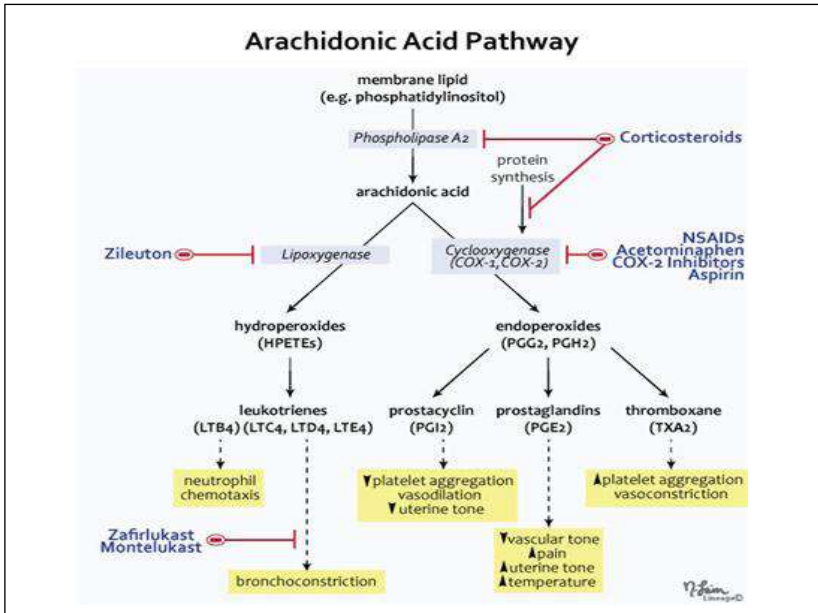 Arachidonic Acid Pathway
membrane lipid
(e.g. phosphatidylinositol)
Phospholipase A2
Corticosteroids
protein
synthesis
arachidonic acid
Zileuton
Lipoxygenase
Cyclooxygenase
(COX-1,COX-2)
NSAIDs
Acetominaphen
COX-2 Inhibitors
Aspirin
hydroperoxides
(HPETEs)
endoperoxides
(PGG2, PGH2)
leukotrienes
(LTB4) (LTC4, LTD4, LTE4)
prostacyclin
(PGI2)
prostaglandins
(PGE2)
thromboxane
(TXA2)
neutrophil
chemotaxis
▼platelet aggregation
vasodilation
▼uterine tone
▲platelet aggregation
vasoconstriction
Zafirlukast
Montelukast
bronchoconstriction
▼vascular tone
▲pain
▲uterine tone
▲temperature